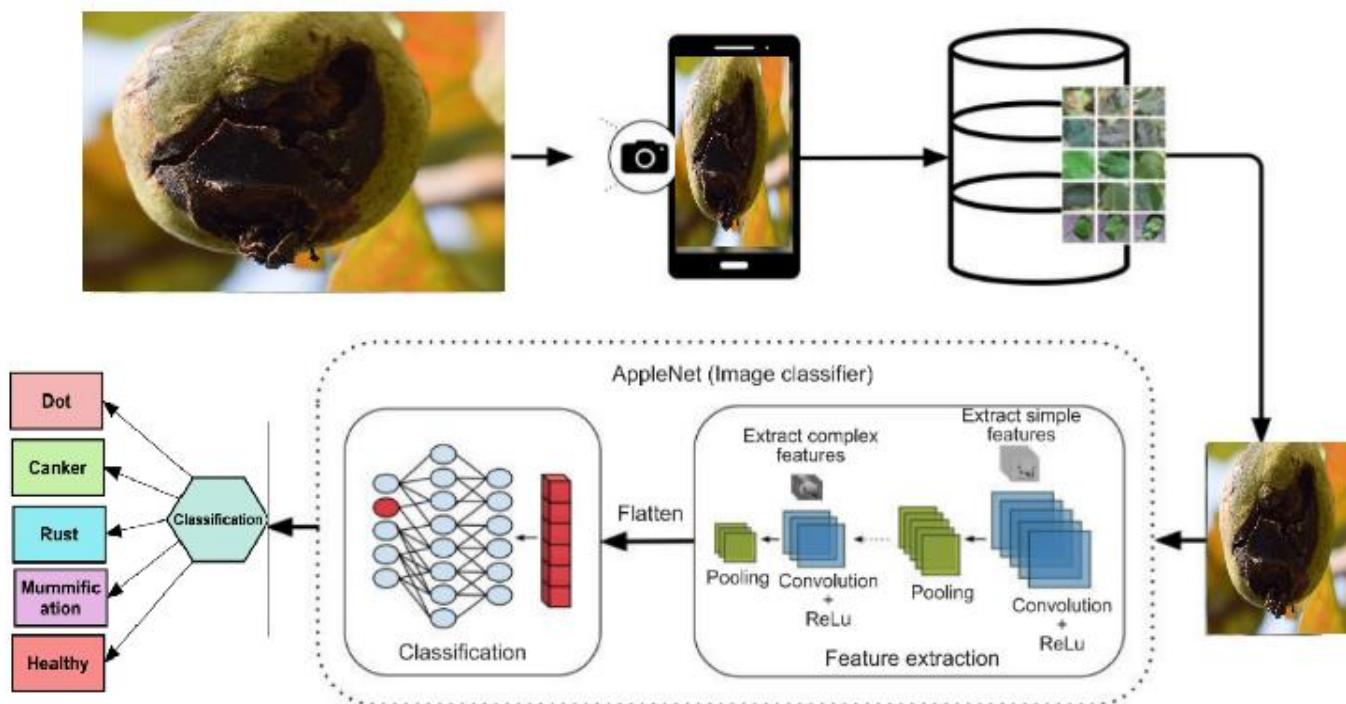 AppleNet (Image classifier)
Dot
Canker
Rust
Mummific
ation
Healthy
Classification
Classification
Flatten
Extract complex
features
Extract simple
features
Pooling
Convolution
+
ReLu
Pooling
Convolution
+
ReLu
Feature extraction